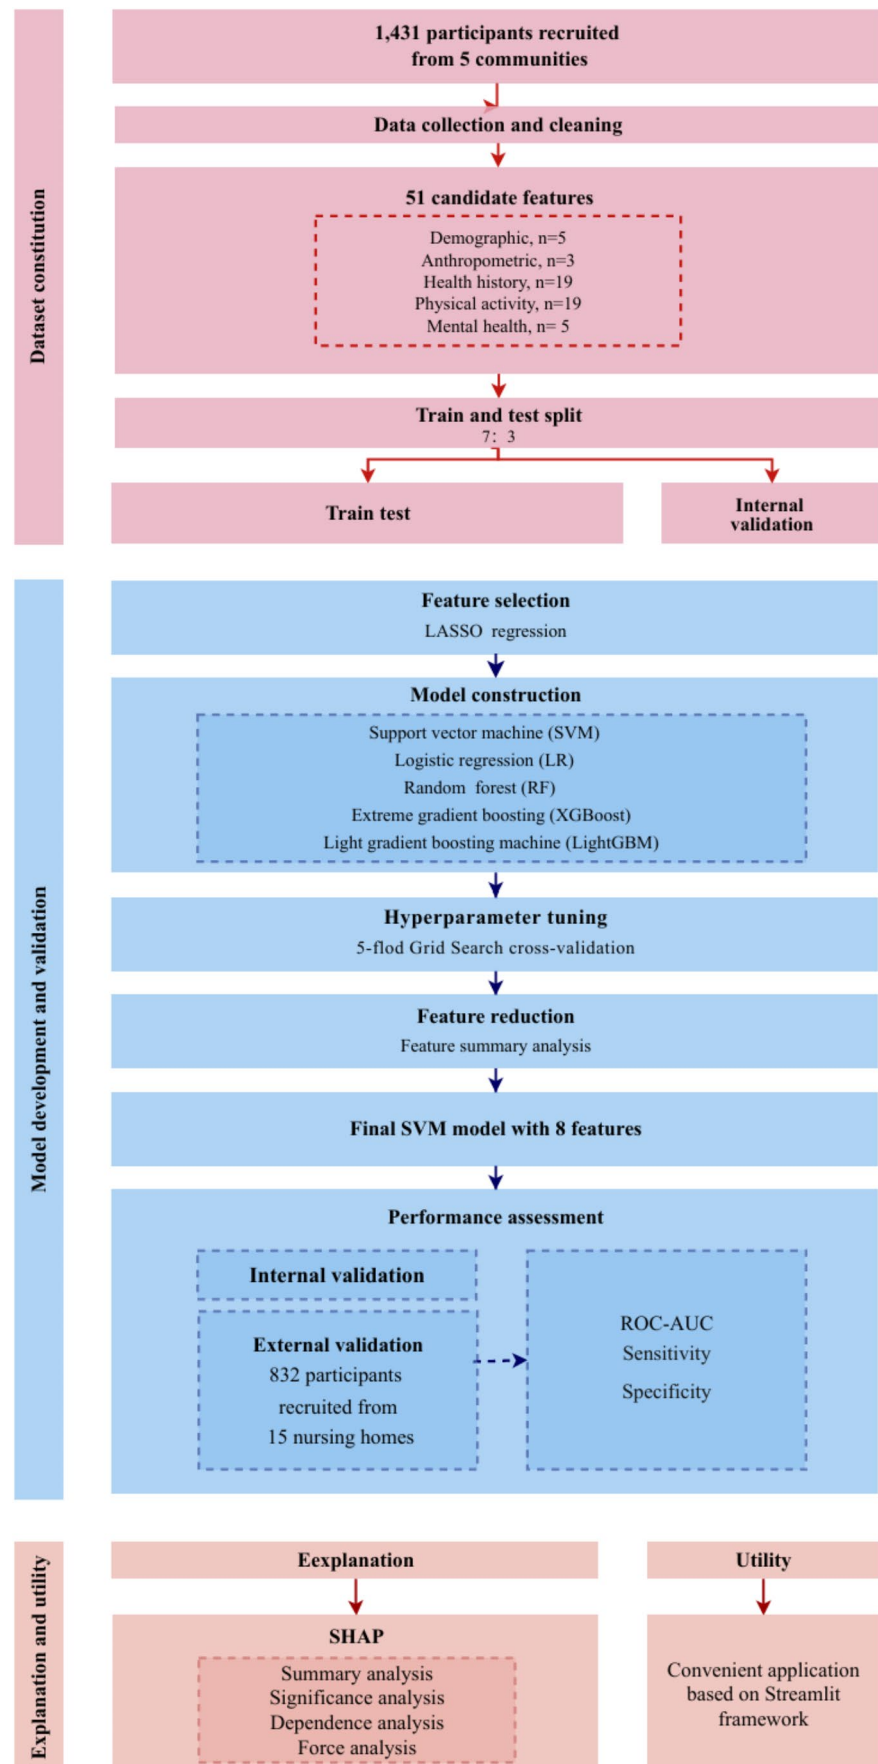 Dataset constitution
1,431 participants recruited
from 5 communities
Data collection and cleaning
51 candidate features
Demographic, n=5
Anthropometric, n=3
Health history, n=19
Physical activity, n=19
Mental health, n= 5
Train and test split
7: 3
Train test
Internal
validation
Model development and validation
Feature selection
LASSO regression
Model construction
Support vector machine (SVM)
Logistic regression (LR)
Random forest (RF)
Extreme gradient boosting (XGBoost)
Light gradient boosting machine (LightGBM)
Hyperparameter tuning
5-flod Grid Search cross-validation
Feature reduction
Feature summary analysis
Final SVM model with 8 features
Performance assessment
Internal validation
External validation
832 participants
recruited from
15 nursing homes
ROC-AUC
Sensitivity
Specificity
Explanation and utility
Eexplanation
SHAP
Summary analysis
Significance analysis
Dependence analysis
Force analysis
Utility
Convenient application
based on Streamlit
framework